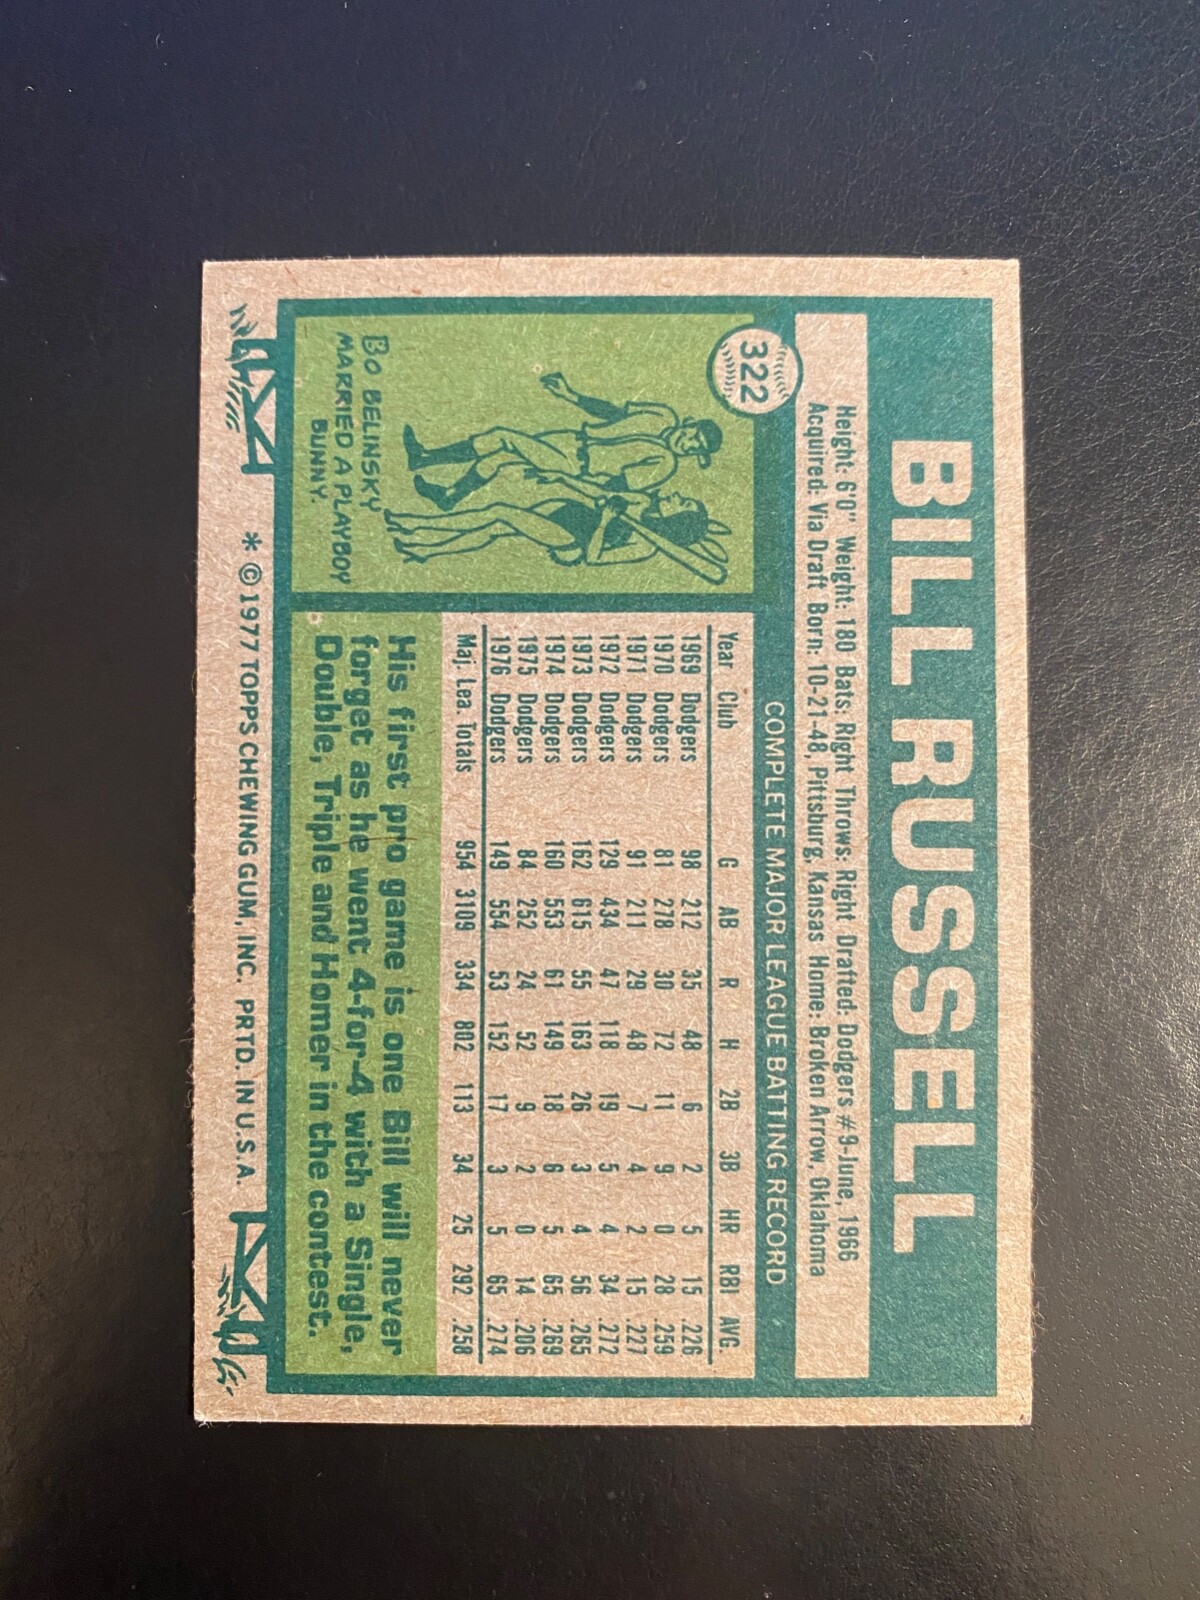 BILL RUSSELL
322
Height: 6'0" Weight: 180 Bats: Right Throws: Right Drafted: Dodgers #9-June, 1966
Acquired: Via Draft Born: 10-21-48, Pittsburg, Kansas Home: Broken Arrow, Oklahoma
BO BELINSKY
MARRIED A PLAYBOY
BUNNY.
COMPLETE MAJOR LEAGUE BATTING RECORD
Year Club G AB R H 2B 3B HR RBI AVG.
1969 Dodgers 98 212 35 48 6 2 5 15 .226
1970 Dodgers 81 278 30 72 11 9 0 28 .259
1971 Dodgers 91 211 29 48 7 4 2 15 .227
1972 Dodgers 129 434 47 118 19 5 4 34 .272
1973 Dodgers 162 615 55 163 26 3 4 56 .265
1974 Dodgers 160 553 61 149 18 6 5 65 .269
1975 Dodgers 84 252 24 52 9 2 0 14 .206
1976 Dodgers 149 554 53 152 17 3 5 65 .274
Maj. Lea. Totals 954 3109 334 802 113 34 25 292 .258
His first pro game is one Bill will never
forget as he went 4-for-4 with a Single,
Double, Triple and Homer in the contest.
* © 1977 TOPPS CHEWING GUM, INC. PRTD. IN U.S.A.